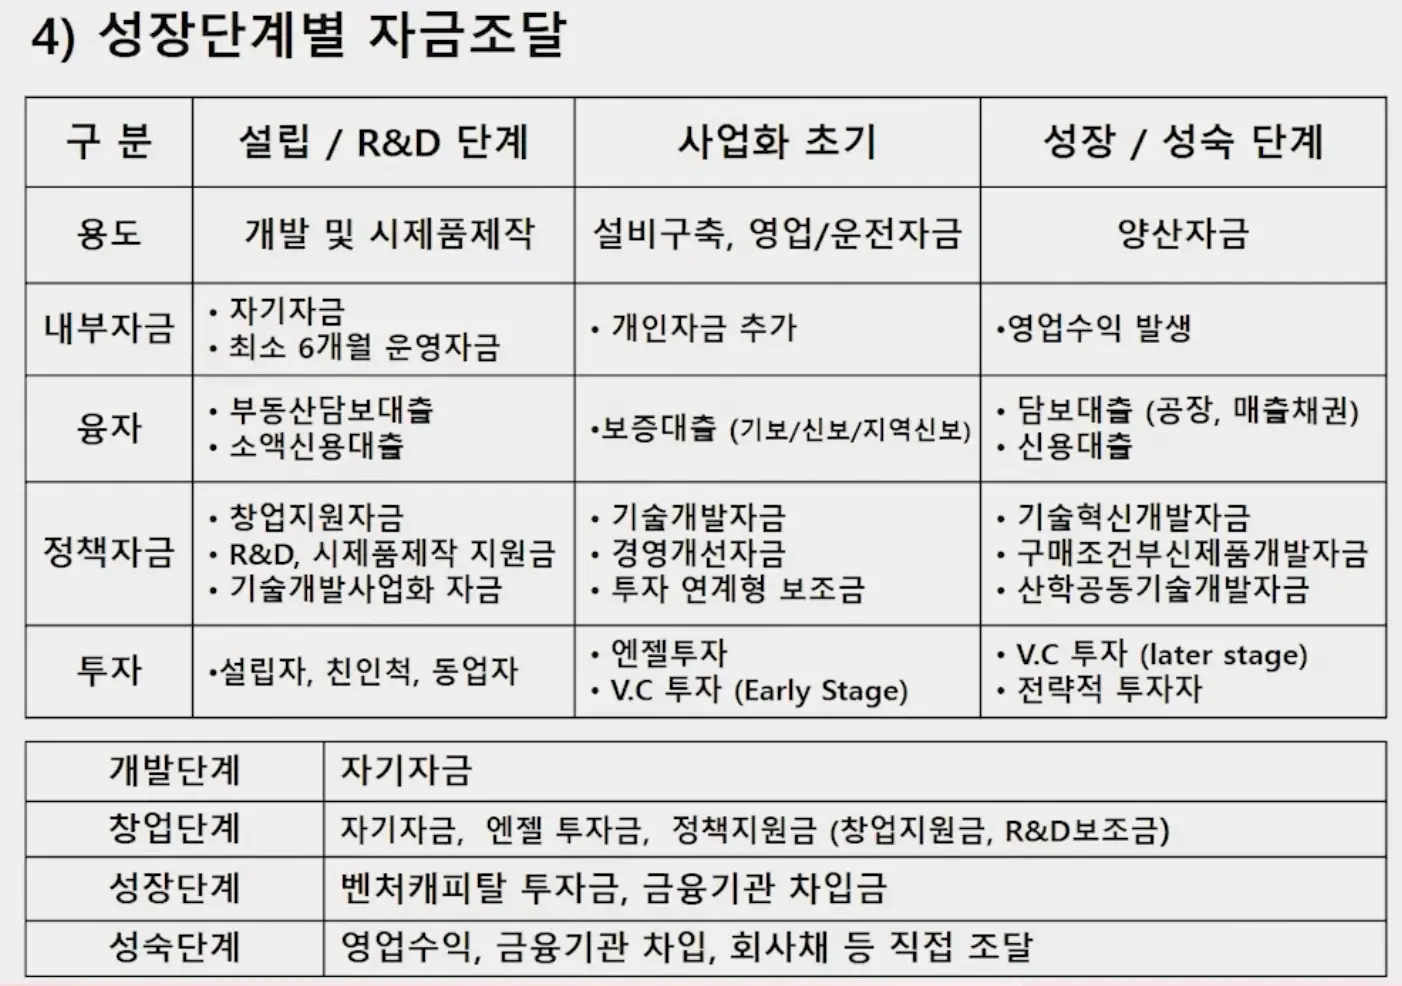 4) 성장단계별 자금조달
구 분
설립 / R&D 단계
사업화 초기
성장 / 성숙 단계
용도
개발 및 시제품제작
설비구축, 영업/운전자금
양산자금
내부자금
• 자기자금
• 최소 6개월 운영자금
• 개인자금 추가
•영업수익 발생
융자
• 부동산담보대출
• 소액신용대출
•보증대출 (기보/신보/지역신보)
• 담보대출 (공장, 매출채권)
• 신용대출
정책자금
• 창업지원자금
• R&D, 시제품제작 지원금
• 기술개발사업화 자금
• 기술개발자금
• 경영개선자금
• 투자 연계형 보조금
• 기술혁신개발자금
• 구매조건부신제품개발자금
• 산학공동기술개발자금
투자
•설립자, 친인척, 동업자
• 엔젤투자
• V.C 투자 (Early Stage)
• V.C 투자 (later stage)
• 전략적 투자자
개발단계
자기자금
창업단계
자기자금, 엔젤 투자금, 정책지원금 (창업지원금, R&D보조금)
성장단계
벤처캐피탈 투자금, 금융기관 차입금
성숙단계
영업수익, 금융기관 차입, 회사채 등 직접 조달